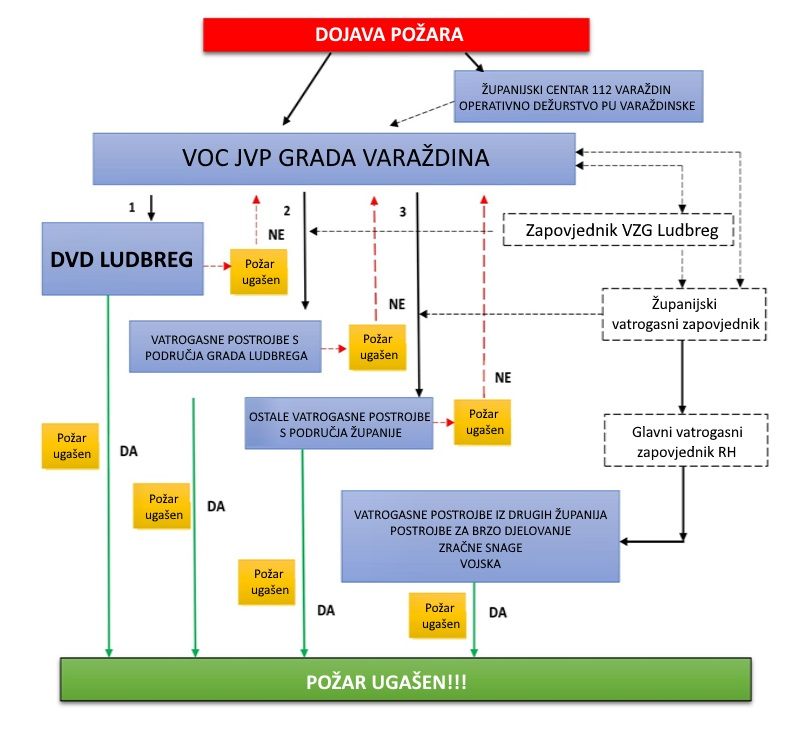 DOJAVA POŽARA
ŽUPANIJSKI CENTAR 112 VARAŽDIN
OPERATIVNO DEŽURSTVO PU VARAŽDINSKE
VOC JVP GRADA VARAŽDINA
1
2
3
DVD LUDBREG
Požar
ugašen
NE
Zapovjednik VZG Ludbreg
Županijski
vatrogasni zapovjednik
VATROGASNE POSTROJBE S
PODRUČJA GRADA LUDBREGA
Požar
ugašen
NE
OSTALE VATROGASNE POSTROJBE
S PODRUČJA ŽUPANIJE
Požar
ugašen
NE
Glavni vatrogasni
zapovjednik RH
Požar
ugašen
DA
Požar
ugašen
DA
VATROGASNE POSTROJBE IZ DRUGIH ŽUPANIJA
POSTROJBE ZA BRZO DJELOVANJE
ZRAČNE SNAGE
VOJSKA
Požar
ugašen
DA
Požar
ugašen
DA
POŽAR UGAŠEN!!!